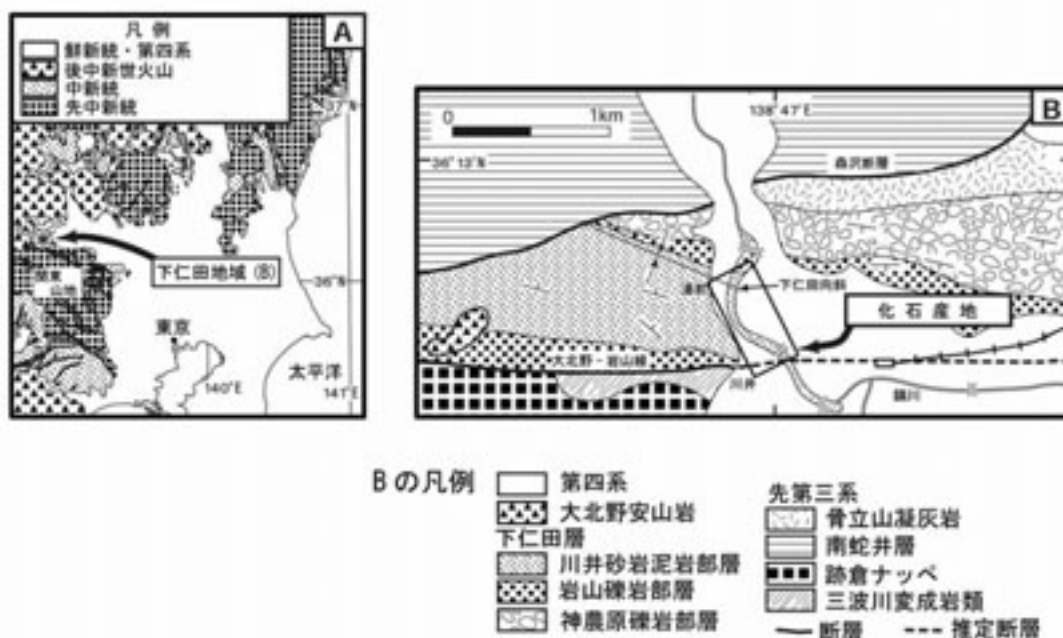 凡例
A
鮮新統・第四系
後中新世火山
中新統
先中新統
37°N
下仁田地域(B)
関東
山地
36°N
東京
太平洋
140°E
141°E
B
0 1km
138°47'E
36°13'N
森沢断層
下仁田向斜
化石産地
大北野-岩山線
川井
鏑川
Bの凡例
第四系
大北野安山岩
下仁田層
川井砂岩泥岩部層
岩山礫岩部層
神農原礫岩部層
先第三系
骨立山凝灰岩
南蛇井層
跡倉ナッペ
三波川変成岩類
断層
推定断層